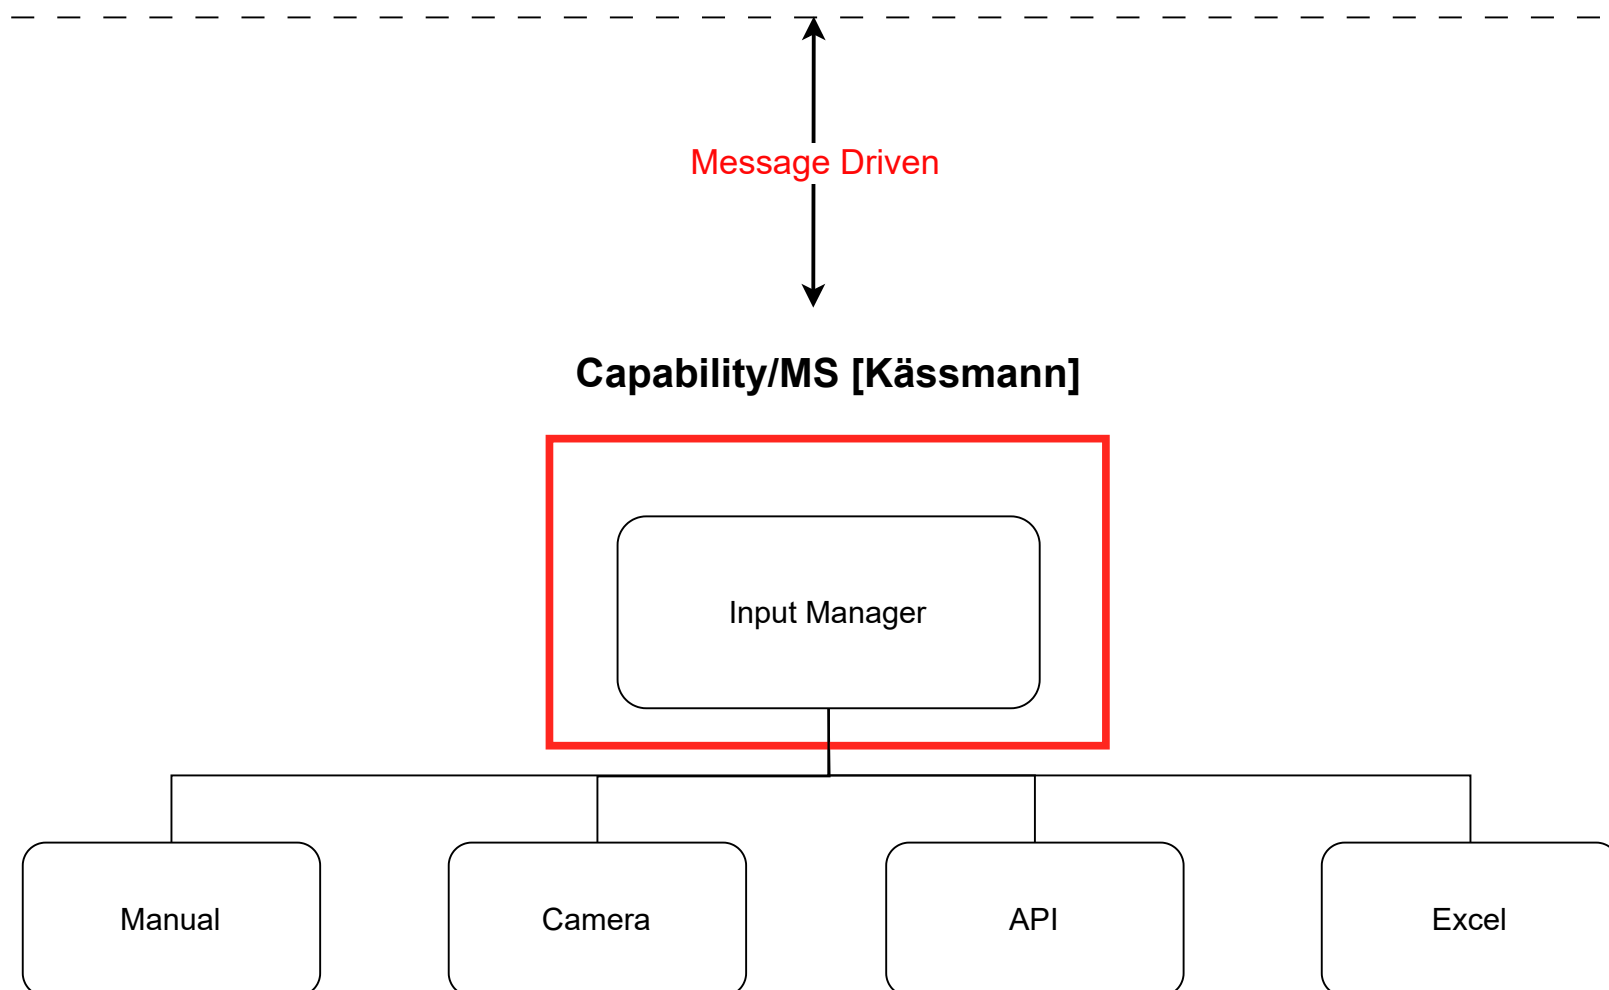 Message Driven
Capability/MS [Kässmann]
Input Manager
Manual
Camera
API
Excel